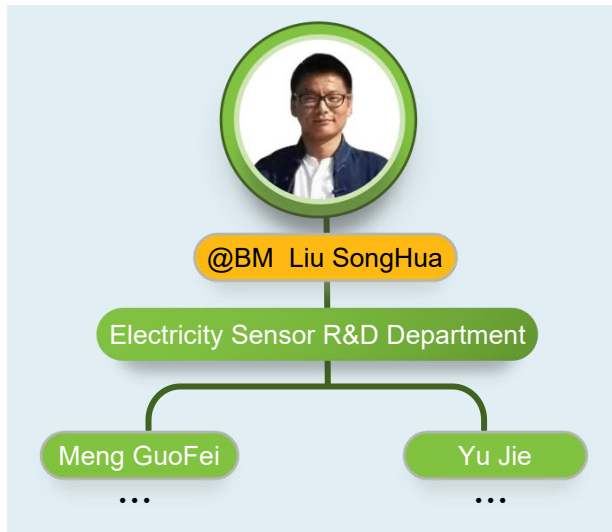 @BM  Liu SongHua
Electricity Sensor R&D Department
Meng GuoFei
Yu Jie
...
...